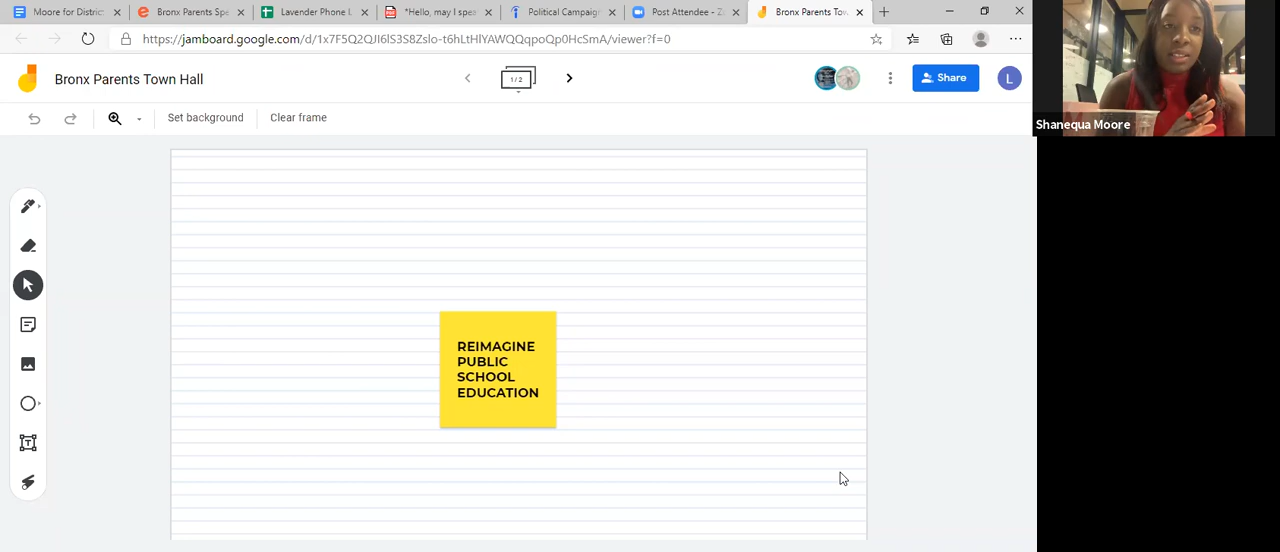 Moore for Distric
Bronx Parents Spe
Lavender Phone L
*Hello, may I spea
Political Campaig
Post Attendee - Z
Bronx Parents Tow
https://jamboard.google.com/d/1x7F5Q2QJI6lS3S8Zslo-t6hLtHlYAWQQqpoQp0HcSmA/viewer?f=0
Bronx Parents Town Hall
1 / 2
Share
L
Set background
Clear frame
REIMAGINE
PUBLIC
SCHOOL
EDUCATION
Shanequa Moore